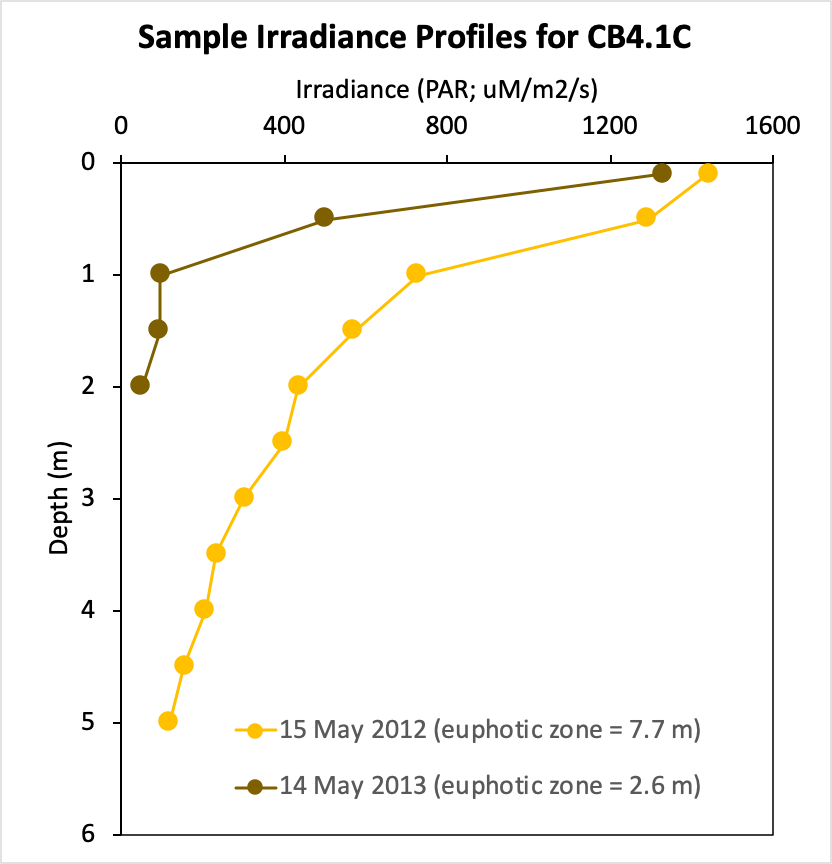 Sample Irradiance Profiles for CB4.1C
Irradiance (PAR; uM/m2/s)
0 400 800 1200 1600
0
1
2
3
4
5
6
Depth (m)
15 May 2012 (euphotic zone = 7.7 m)
14 May 2013 (euphotic zone = 2.6 m)